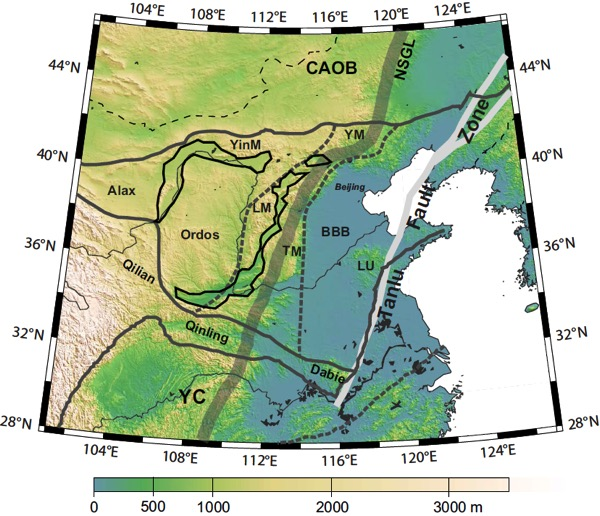 104°E 108°E 112°E 116°E 120°E 124°E
44°N 44°N
CAOB
NSGL
Zone
YinM
YM
40°N 40°N
Alax
Beijing
LM
Fault
Ordos
BBB
36°N 36°N
TM
LU
Qilian
Tanlu
32°N 32°N
Qinling
Dabie
YC
28°N 28°N
104°E 108°E 112°E 116°E 120°E 124°E
0 500 1000 2000 3000 m